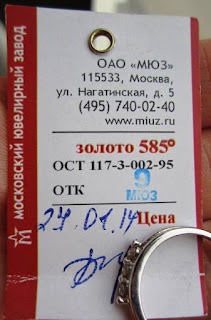 МОСКОВСКИЙ ЮВЕЛИРНЫЙ ЗАВОД
ОАО «МЮЗ»
115533, Москва,
ул. Нагатинская, д. 5
(495) 740-02-40
www.miuz.ru
золото 585°
ОСТ 117-3-002-95
ОТК 9
МЮЗ
24.01.14 Цена